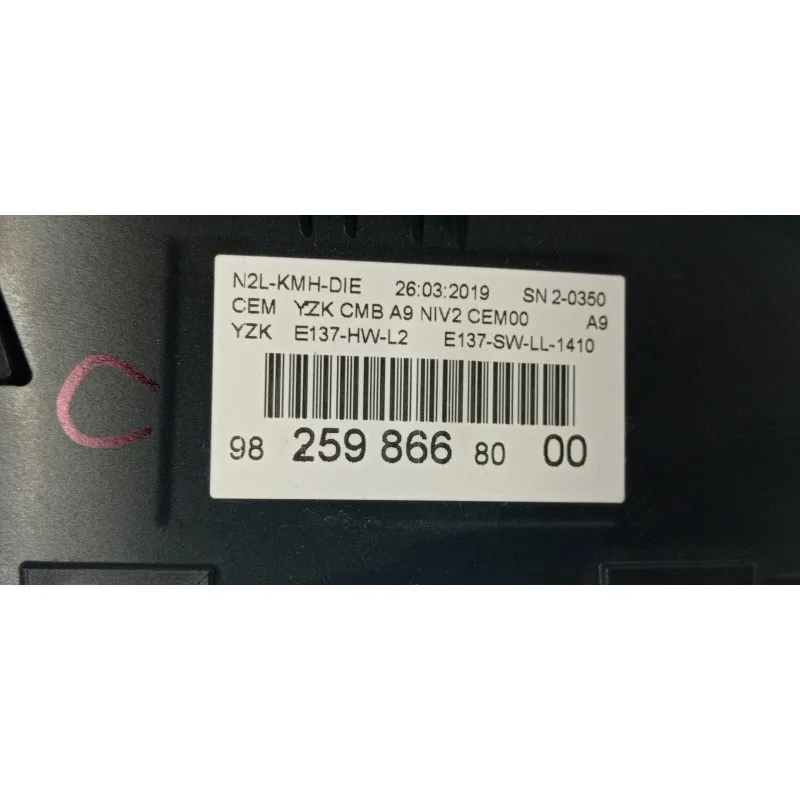 N2L-KMH-DIE 26:03:2019 SN 2-0350
CEM YZK CMB A9 NIV2 CEM00 A9
YZK E137-HW-L2 E137-SW-LL-1410
98 259 866 80 00
C